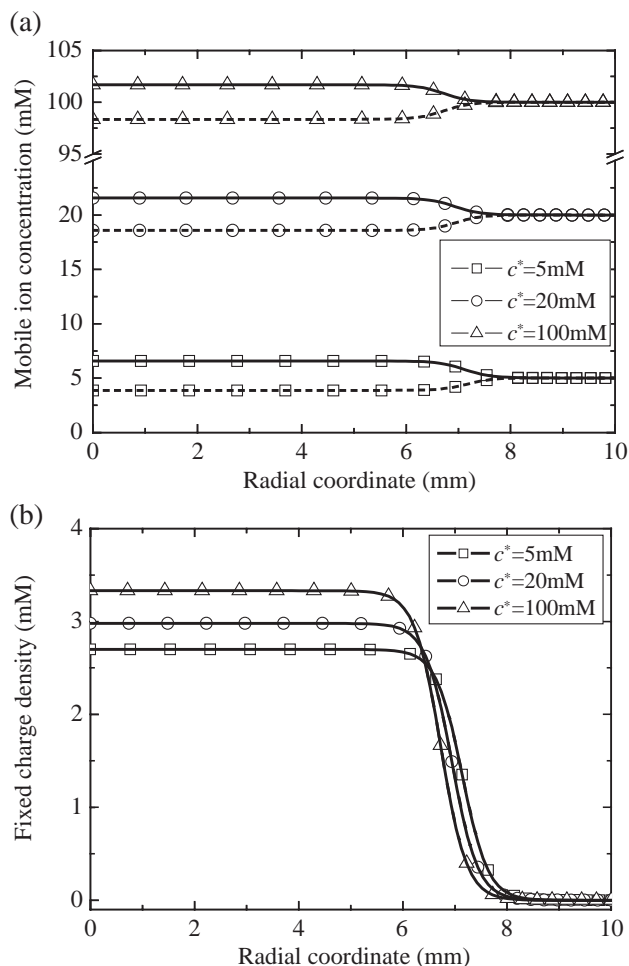 (a)
105
100
95
20
15
10
5
0
Mobile ion concentration (mM)
c*=5mM
c*=20mM
c*=100mM
0 2 4 6 8 10
Radial coordinate (mm)
(b)
4
3
2
1
0
Fixed charge density (mM)
c*=5mM
c*=20mM
c*=100mM
0 2 4 6 8 10
Radial coordinate (mm)